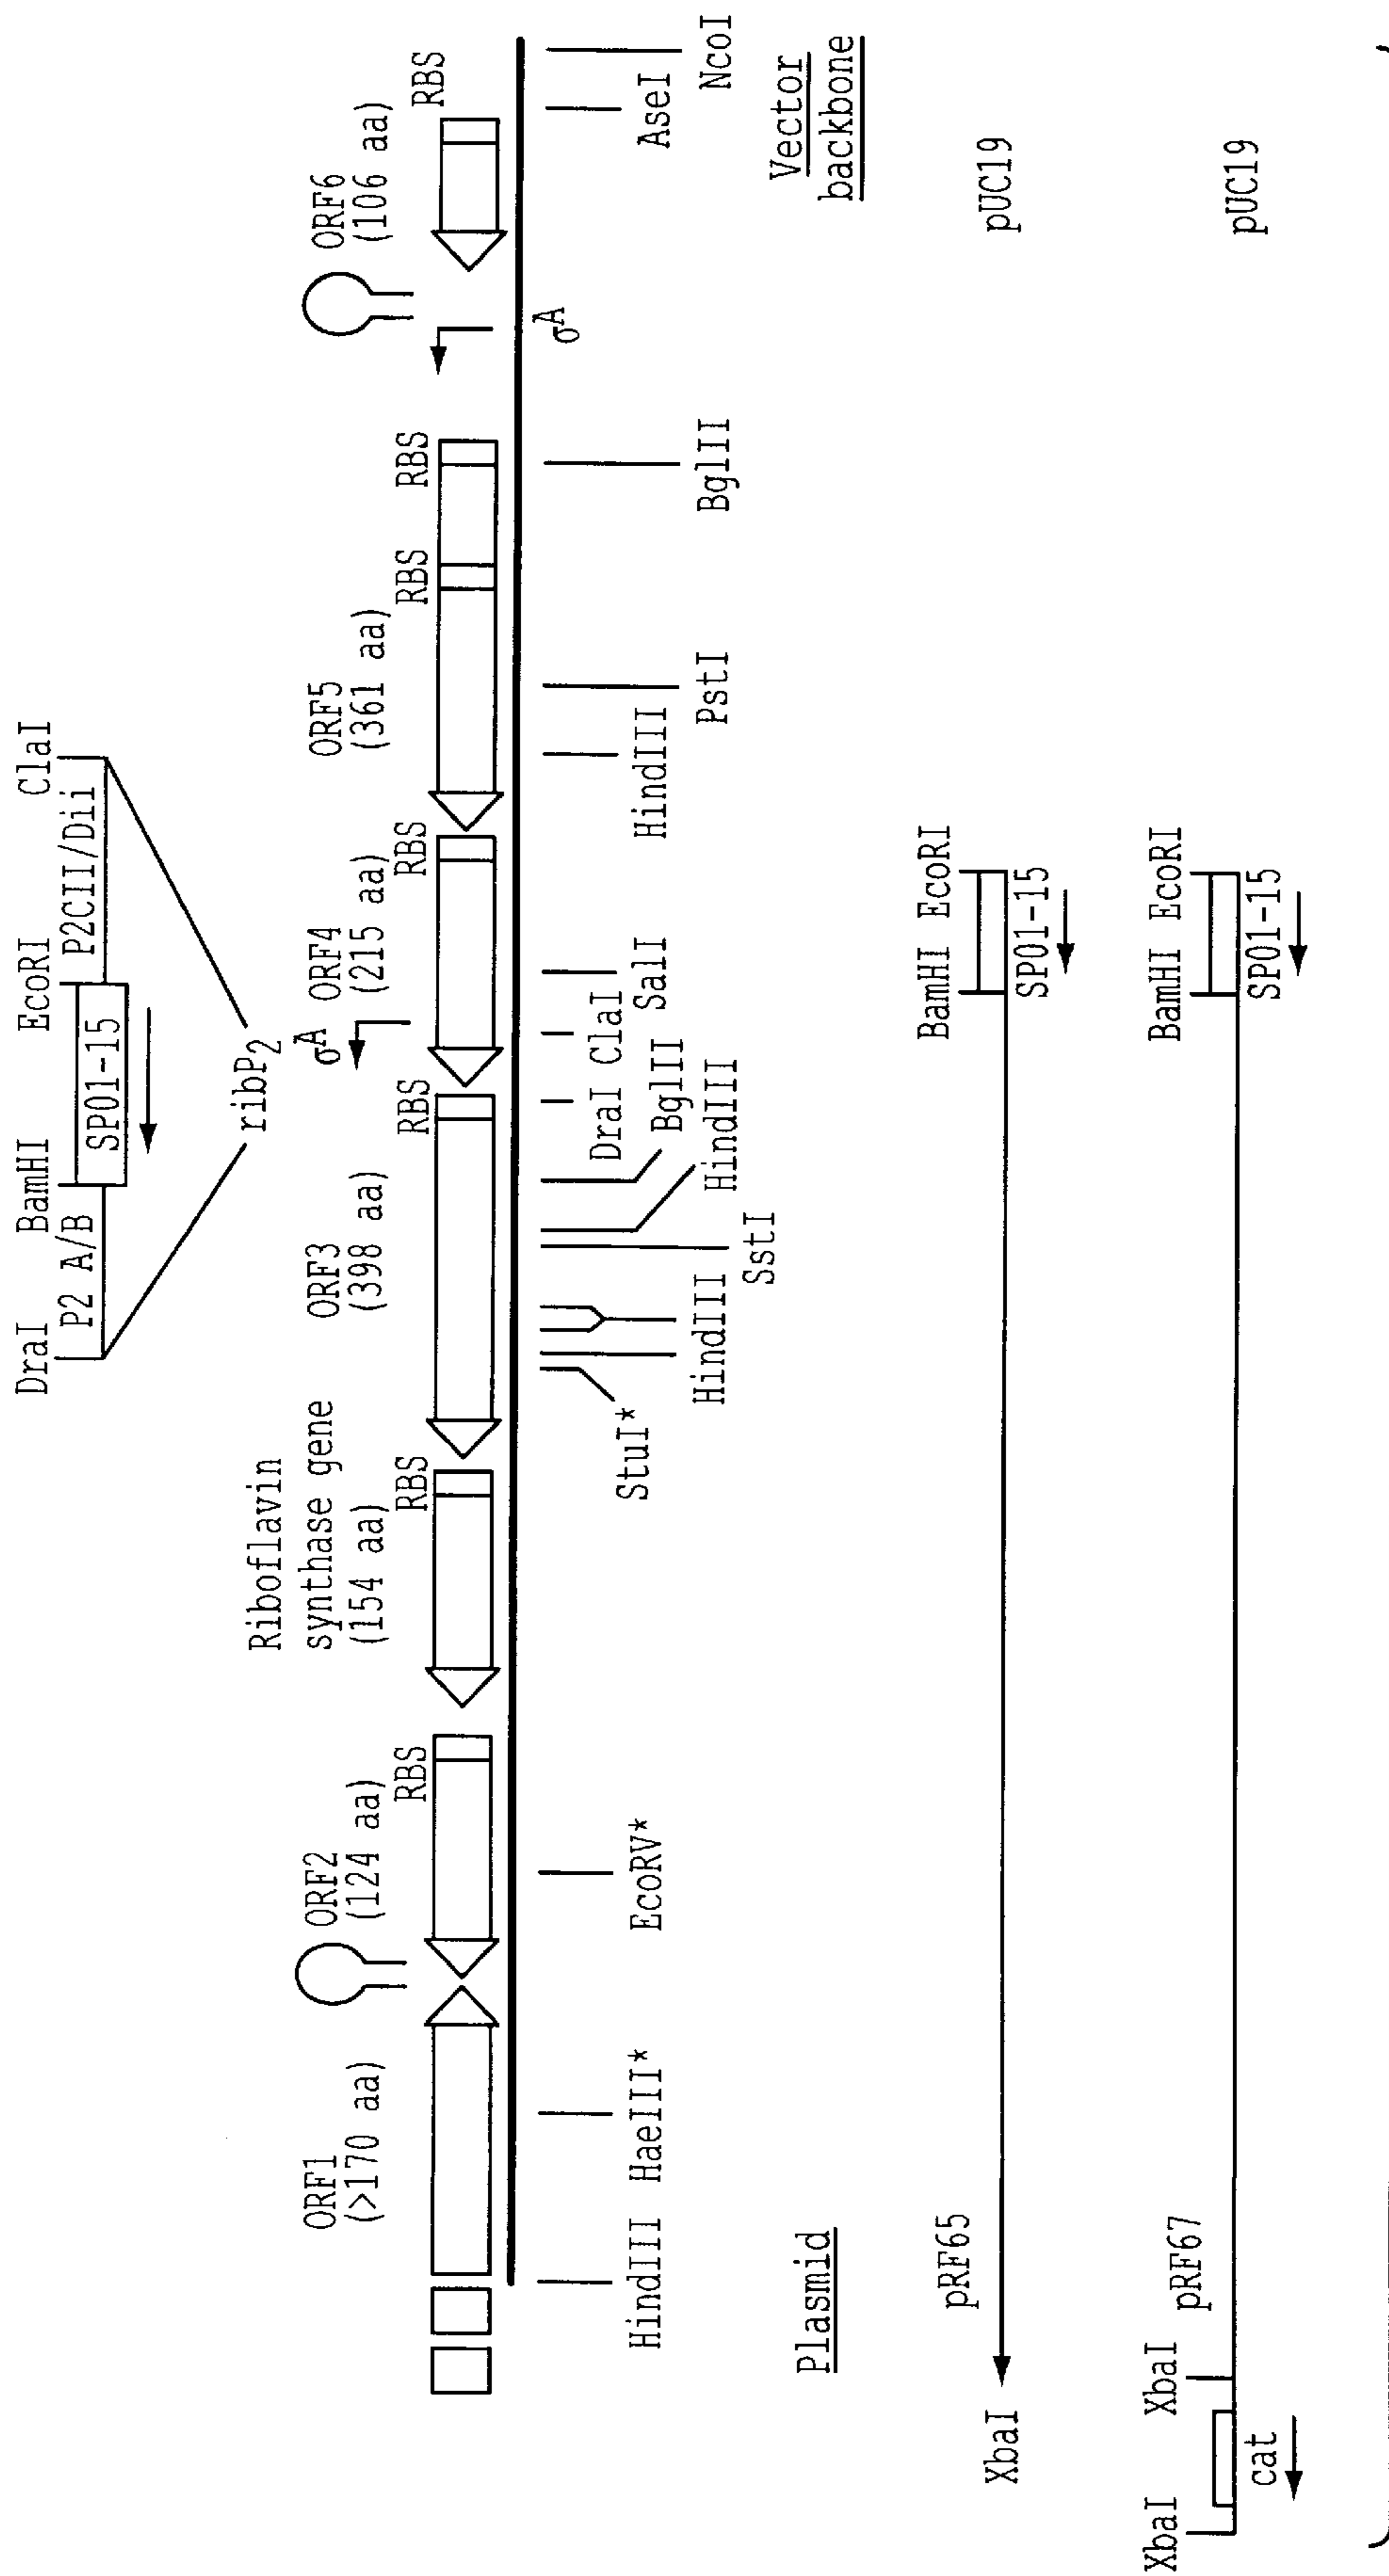 DraI BamHI EcoRI ClaI
P2 A/B SP01-15 P2CII/Dii
ribP2
Riboflavin
synthase gene
(154 aa)
σA
ORF1
(>170 aa)
ORF2
(124 aa)
ORF3
(398 aa)
ORF4
(215 aa)
ORF5
(361 aa)
ORF6
(106 aa)
RBS RBS RBS RBS RBS RBS RBS
σA
HindIII HaeIII* EcoRV* StuI* DraI ClaI SalI HindIII AseI
BglII
HindIII HindIII PstI BglII NcoI
SstI
Plasmid
Vector
backbone
pRF65 BamHI EcoRI pUC19
XbaI SP01-15
XbaI XbaI pRF67 BamHI EcoRI pUC19
cat SP01-15